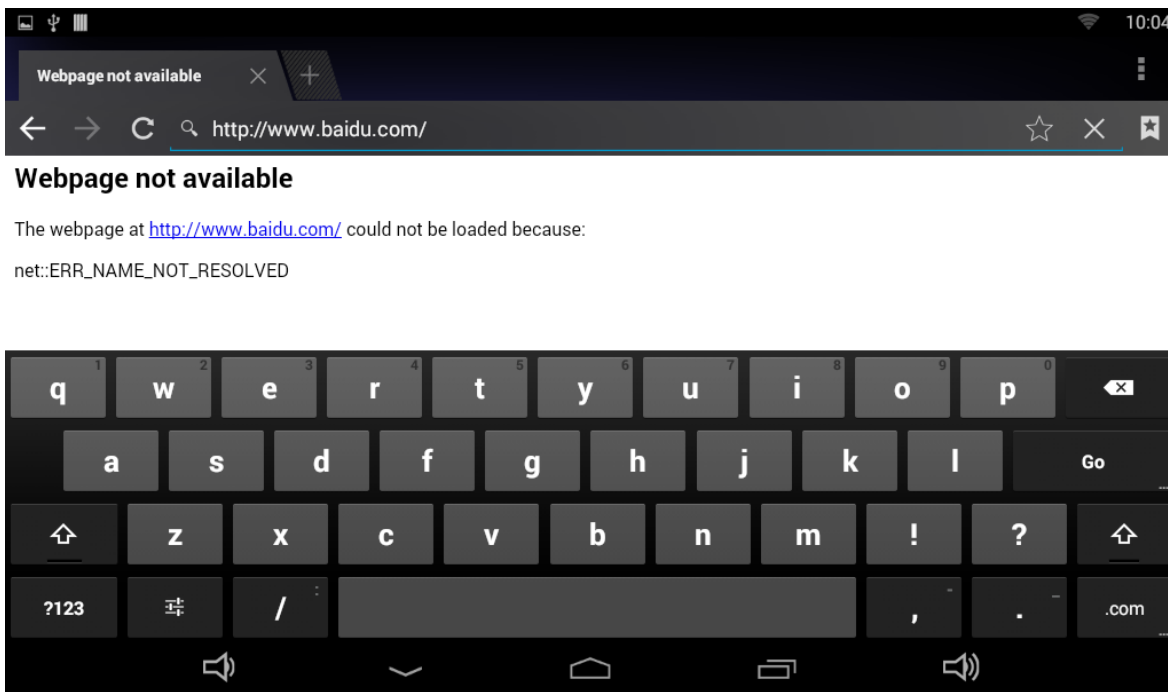 10:04
Webpage not available
http://www.baidu.com/
Webpage not available
The webpage at http://www.baidu.com/ could not be loaded because:
net::ERR_NAME_NOT_RESOLVED
1 2 3 4 5 6 7 8 9 0
q w e r t y u i o p
a s d f g h j k l Go
z x c v b n m ! ?
?123 / : , - . _ .com